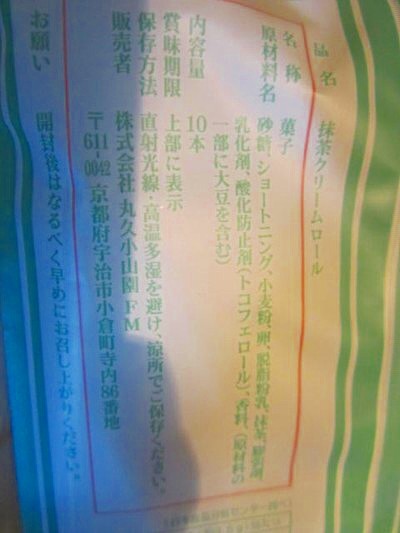 品名 抹茶クリームロール
名称 菓子
原材料名 砂糖、ショートニング、小麦粉、卵、脱脂粉乳、抹茶、膨張剤、
乳化剤、酸化防止剤(トコフェロール)、香料、(原材料の
一部に大豆を含む)
内容量 10本
賞味期限 上部に表示
保存方法 直射光線・高温多湿を避け、涼所でご保存ください。
販売者 株式会社 丸久小山園 FM
〒611 0042 京都府宇治市小倉町寺内86番地
お願い 開封後はなるべく早めにお召し上がりください。